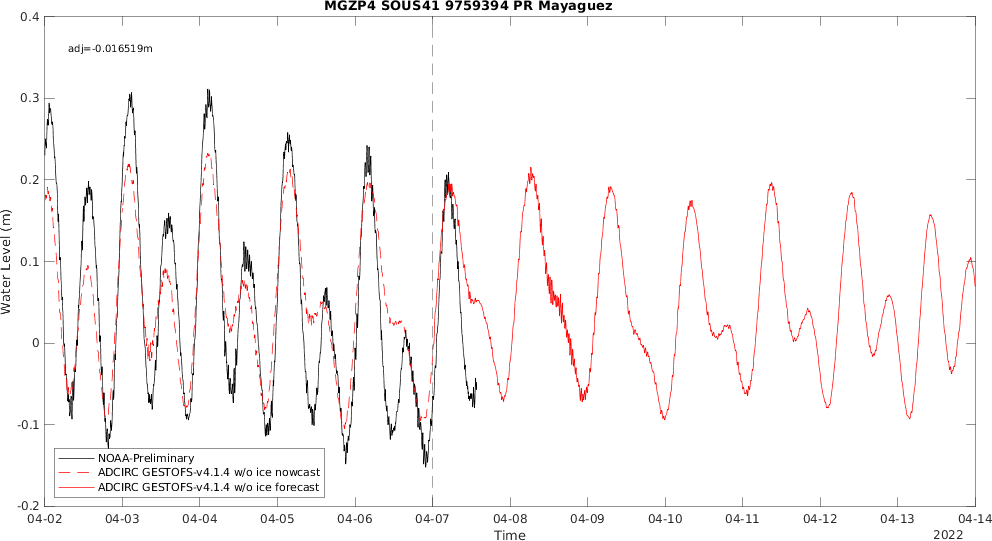 MGZP4 SOUS41 9759394 PR Mayaguez
0.4
adj=-0.016519m
0.3
0.2
0.1
0
-0.1
-0.2
Water Level (m)
NOAA-Preliminary
ADCIRC GESTOFS-v4.1.4 w/o ice nowcast
ADCIRC GESTOFS-v4.1.4 w/o ice forecast
04-02 04-03 04-04 04-05 04-06 04-07 04-08 04-09 04-10 04-11 04-12 04-13 04-14
Time
2022